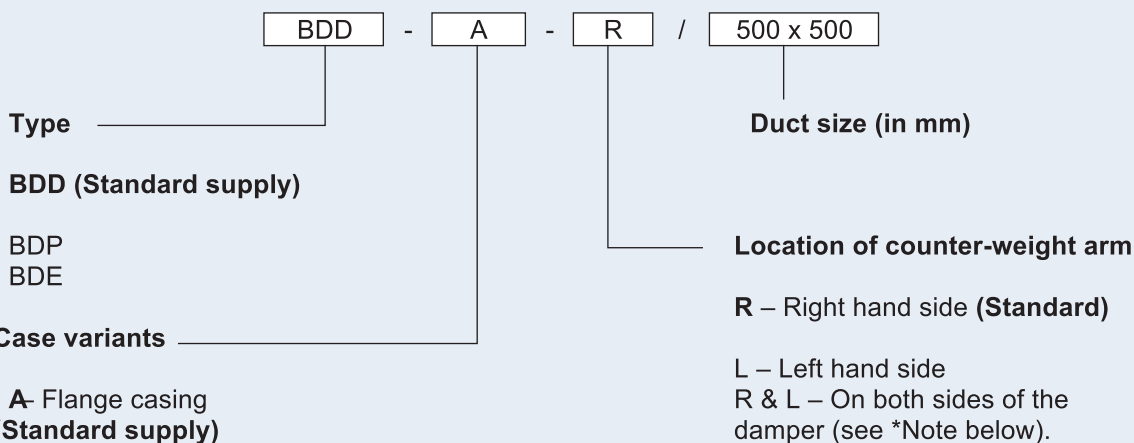 BDD - A - R / 500 x 500
Type
Duct size (in mm)
BDD (Standard supply)
BDP
BDE
Location of counter-weight arm
R – Right hand side (Standard)
Case variants
L – Left hand side
A– Flange casing
R & L – On both sides of the
Standard supply)
damper (see *Note below).